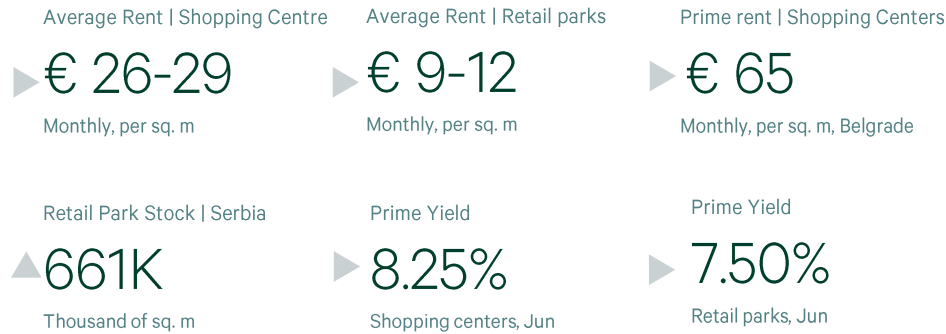 Average Rent | Shopping Centre
€ 26-29
Monthly, per sq. m
Average Rent | Retail parks
€ 9-12
Monthly, per sq. m
Prime rent | Shopping Centers
€ 65
Monthly, per sq. m, Belgrade
Retail Park Stock | Serbia
661K
Thousand of sq. m
Prime Yield
8.25%
Shopping centers, Jun
Prime Yield
7.50%
Retail parks, Jun